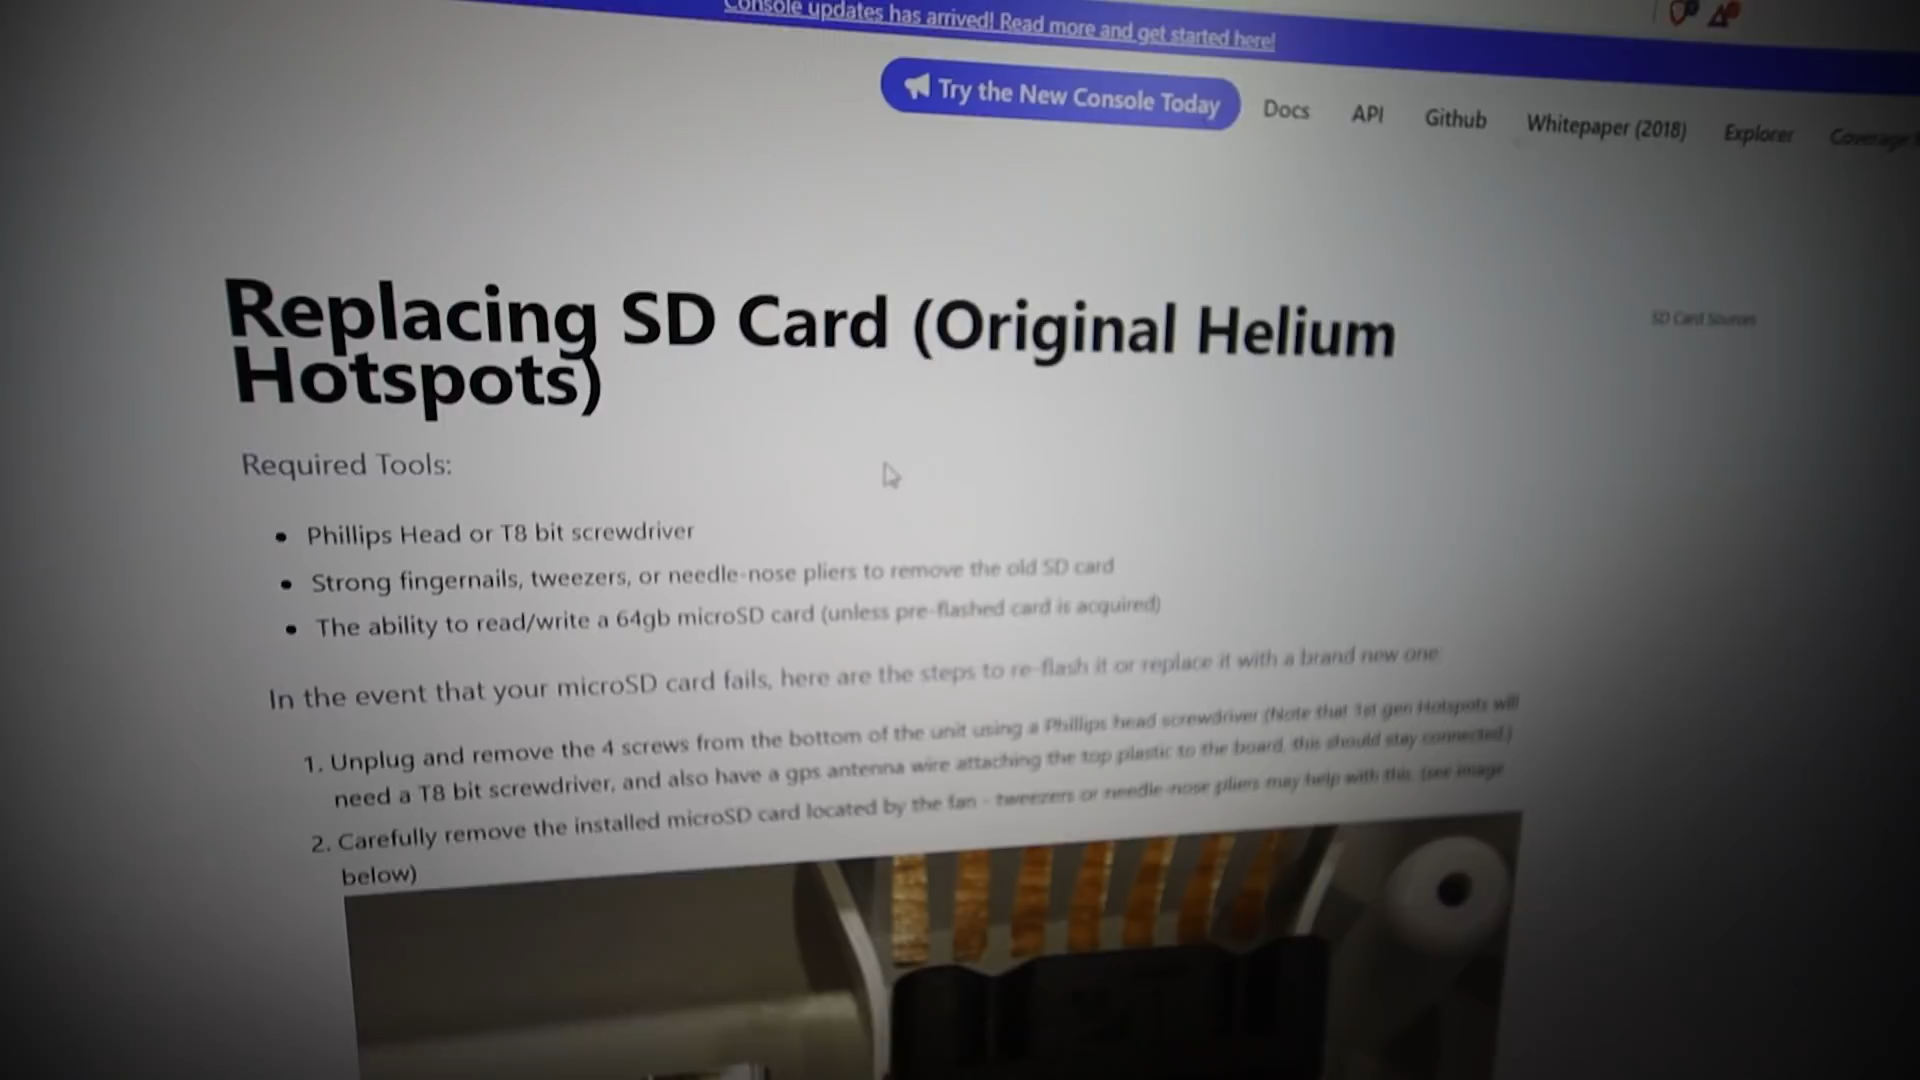 Console updates has arrived! Read more and get started here!
Try the New Console Today Docs API Github Whitepaper (2018) Explorer Coverage
Replacing SD Card (Original Helium
Hotspots)
SD Card Sources
Required Tools:
• Phillips Head or T8 bit screwdriver
• Strong fingernails, tweezers, or needle-nose pliers to remove the old SD card
• The ability to read/write a 64gb microSD card (unless pre-flashed card is acquired)
In the event that your microSD card fails, here are the steps to re-flash it or replace it with a brand new one:
1. Unplug and remove the 4 screws from the bottom of the unit using a Phillips head screwdriver (Note that 1st gen Hotspots will
need a T8 bit screwdriver, and also have a gps antenna wire attaching the top plastic to the board, this should stay connected.)
2. Carefully remove the installed microSD card located by the fan - tweezers or needle-nose pliers may help with this. (see image
below)